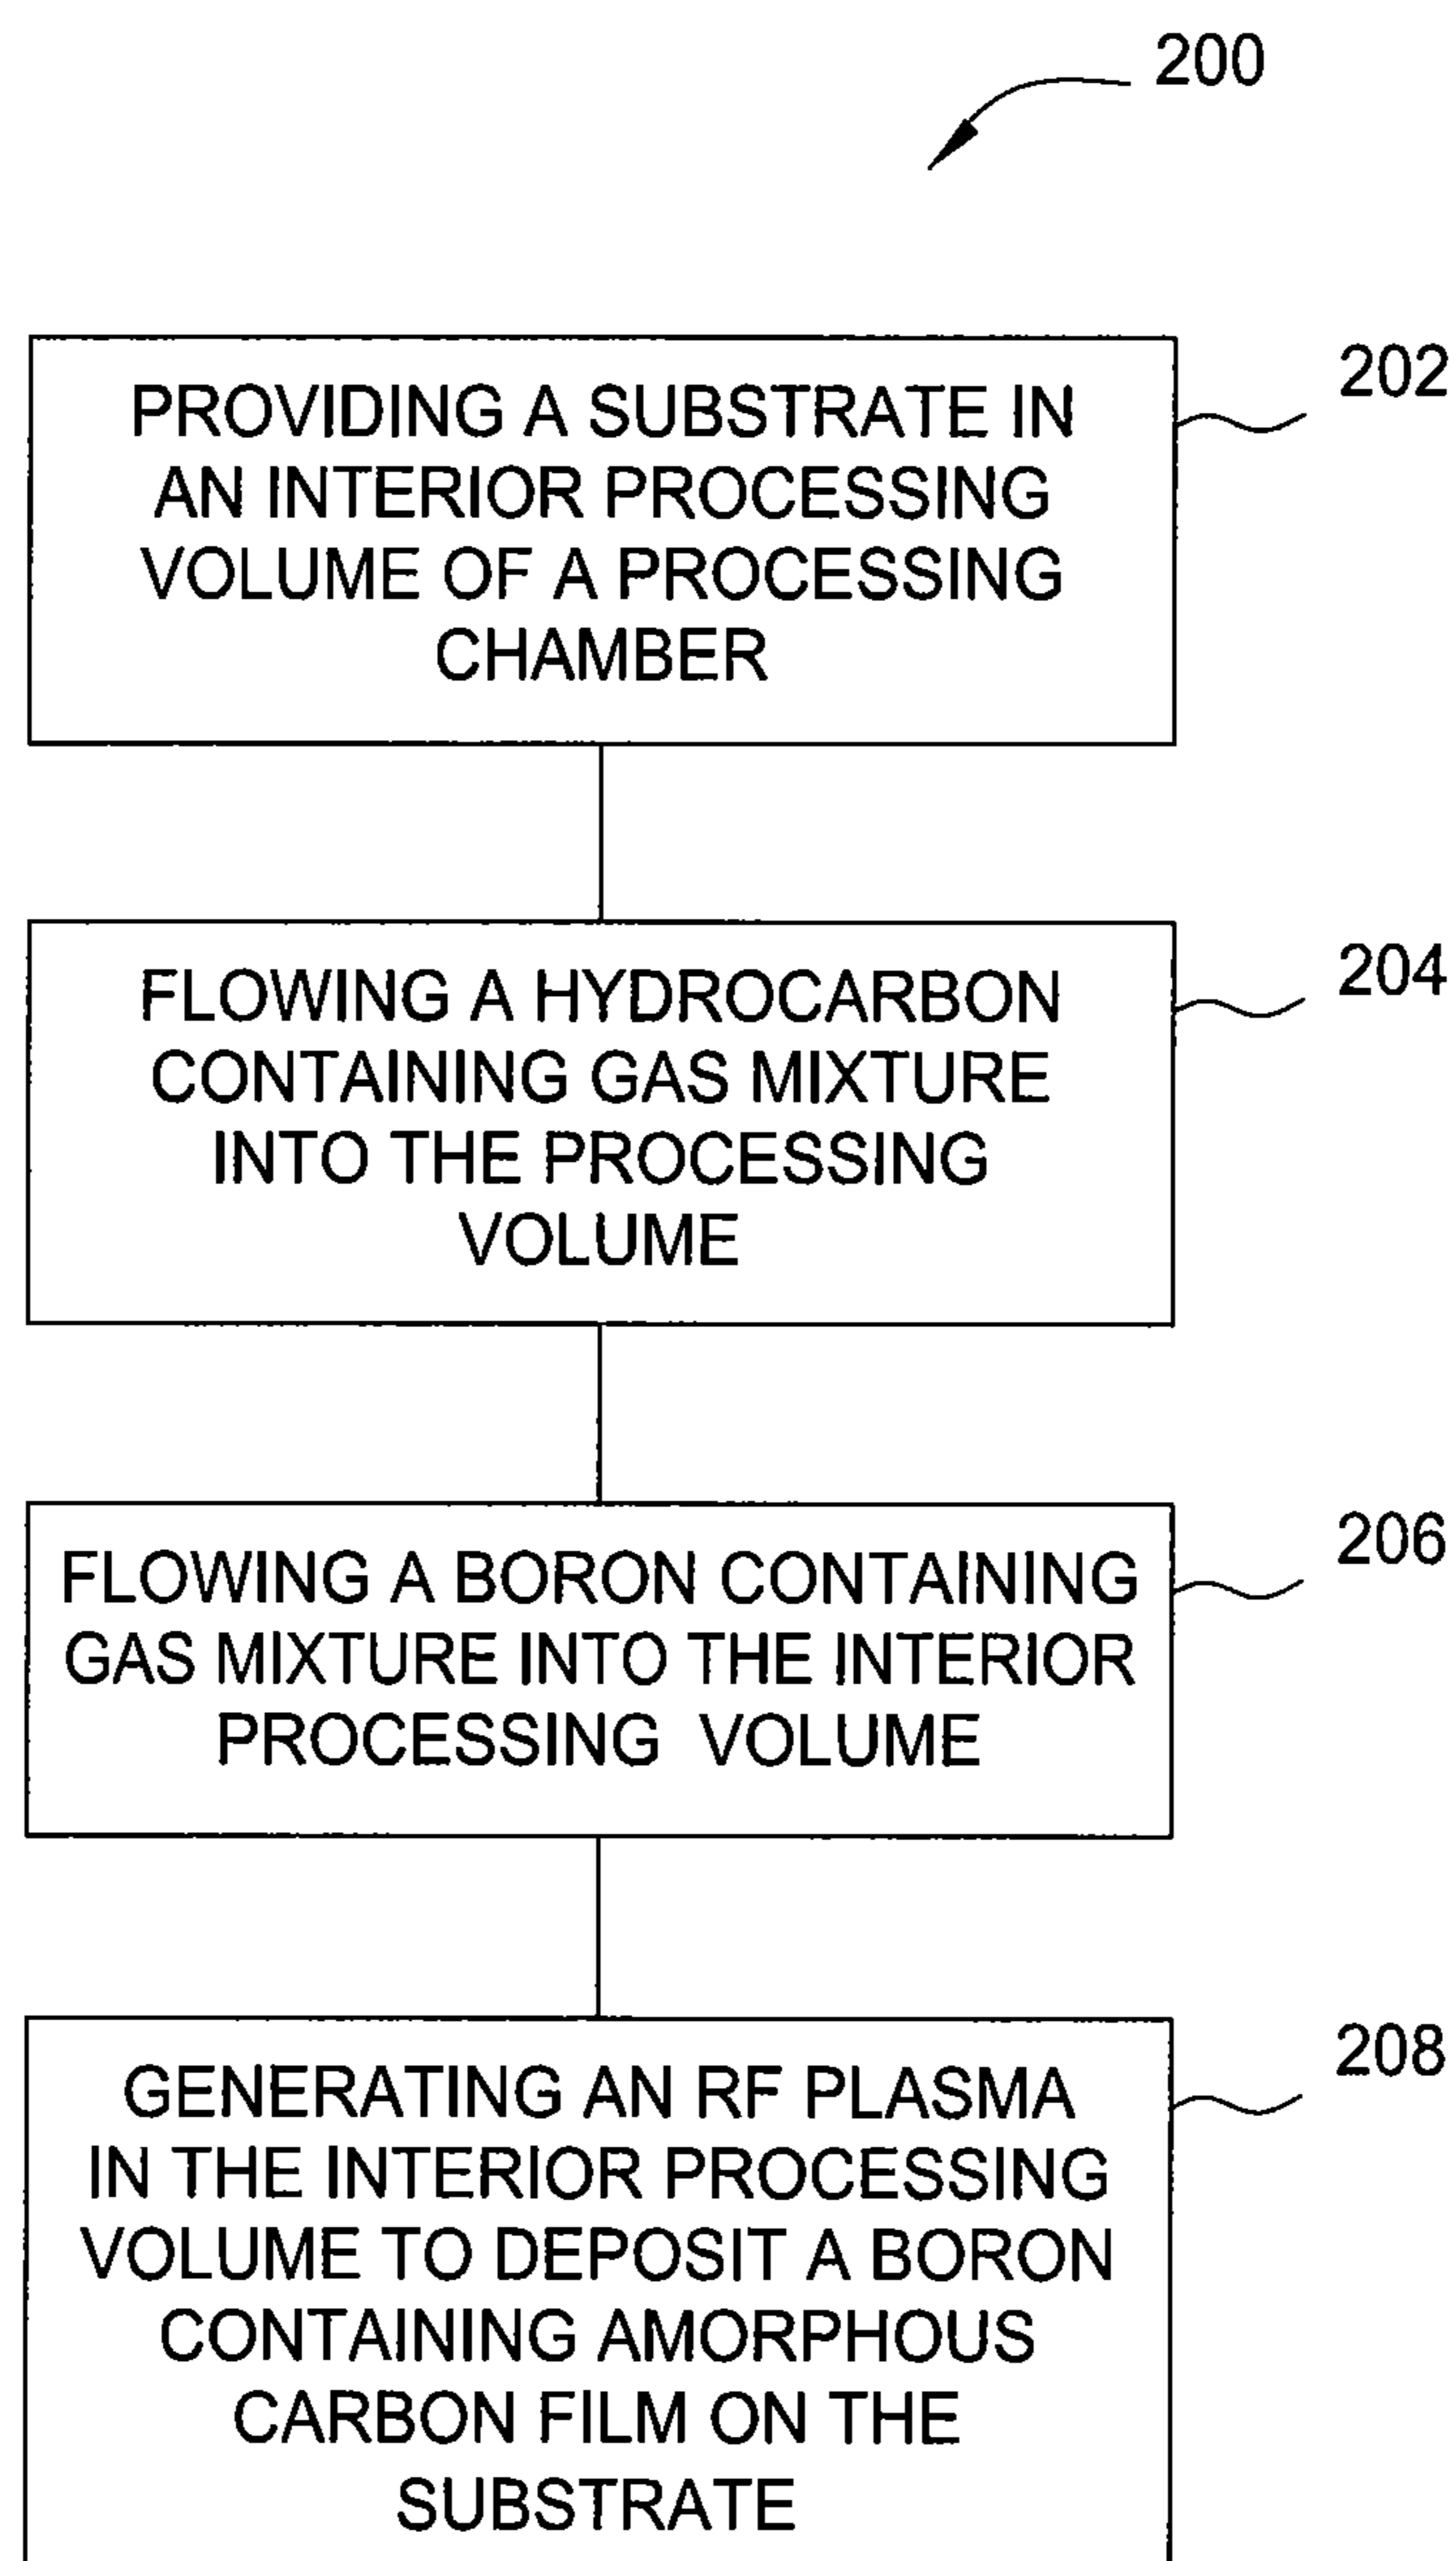 200
PROVIDING A SUBSTRATE IN
AN INTERIOR PROCESSING
VOLUME OF A PROCESSING
CHAMBER
202
FLOWING A HYDROCARBON
CONTAINING GAS MIXTURE
INTO THE PROCESSING
VOLUME
204
FLOWING A BORON CONTAINING
GAS MIXTURE INTO THE INTERIOR
PROCESSING VOLUME
206
GENERATING AN RF PLASMA
IN THE INTERIOR PROCESSING
VOLUME TO DEPOSIT A BORON
CONTAINING AMORPHOUS
CARBON FILM ON THE
SUBSTRATE
208